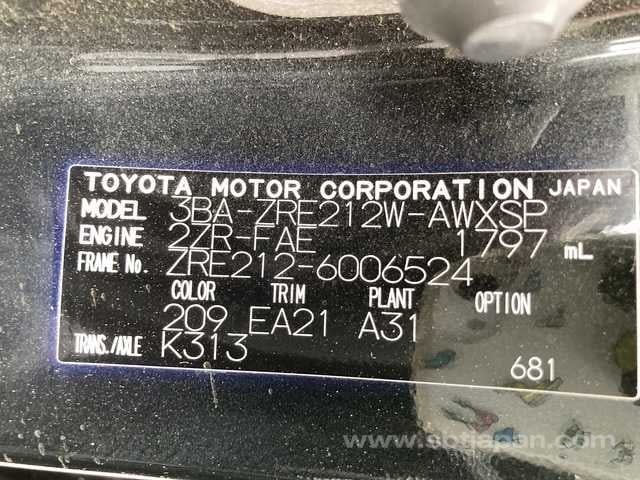 TOYOTA MOTOR CORPORATION JAPAN
MODEL 3BA-ZRE212W-AWXSP
ENGINE 2ZR-FAE 1797 mL
FRAME No. ZRE212-6006524
COLOR TRIM PLANT OPTION
209 EA21 A31
TRANS./AXLE K313
681
www.sbtjapan.com